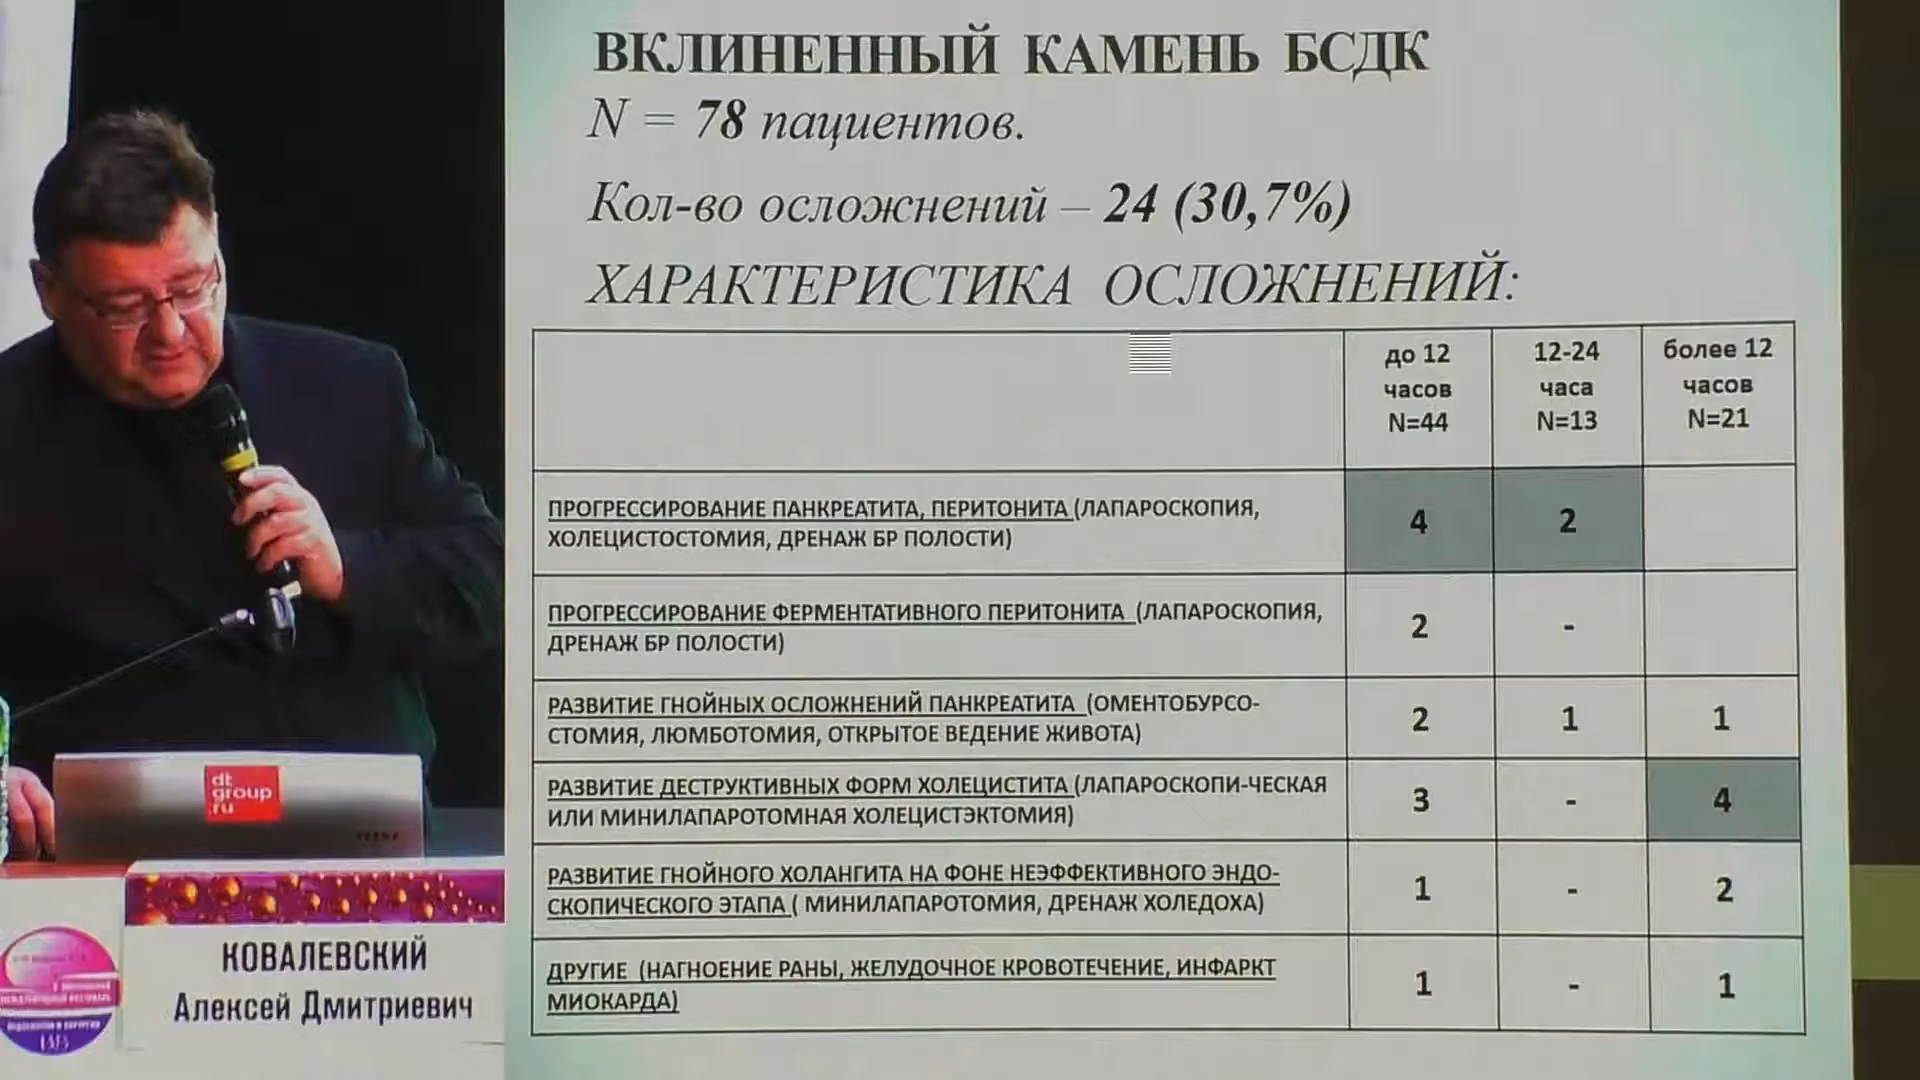 ВКЛИНЕННЫЙ КАМЕНЬ БСДК
N = 78 пациентов.
Кол-во осложнений – 24 (30,7%)
ХАРАКТЕРИСТИКА ОСЛОЖНЕНИЙ:
до 12
часов
N=44
12-24
часа
N=13
более 12
часов
N=21
ПРОГРЕССИРОВАНИЕ ПАНКРЕАТИТА, ПЕРИТОНИТА (ЛАПАРОСКОПИЯ,
ХОЛЕЦИСТОСТОМИЯ, ДРЕНАЖ БР ПОЛОСТИ)
4
2
ПРОГРЕССИРОВАНИЕ ФЕРМЕНТАТИВНОГО ПЕРИТОНИТА (ЛАПАРОСКОПИЯ,
ДРЕНАЖ БР ПОЛОСТИ)
2
-
РАЗВИТИЕ ГНОЙНЫХ ОСЛОЖНЕНИЙ ПАНКРЕАТИТА (ОМЕНТОБУРСО-
СТОМИЯ, ЛЮМБОТОМИЯ, ОТКРЫТОЕ ВЕДЕНИЕ ЖИВОТА)
2
1
1
РАЗВИТИЕ ДЕСТРУКТИВНЫХ ФОРМ ХОЛЕЦИСТИТА (ЛАПАРОСКОПИ-ЧЕСКАЯ
ИЛИ МИНИЛАПАРОТОМНАЯ ХОЛЕЦИСТЭКТОМИЯ)
3
-
4
РАЗВИТИЕ ГНОЙНОГО ХОЛАНГИТА НА ФОНЕ НЕЭФФЕКТИВНОГО ЭНДО-
СКОПИЧЕСКОГО ЭТАПА ( МИНИЛАПАРОТОМИЯ, ДРЕНАЖ ХОЛЕДОХА)
1
-
2
ДРУГИЕ (НАГНОЕНИЕ РАНЫ, ЖЕЛУДОЧНОЕ КРОВОТЕЧЕНИЕ, ИНФАРКТ
МИОКАРДА)
1
-
1
dt
group
.ru
КОВАЛЕВСКИЙ
Алексей Дмитриевич